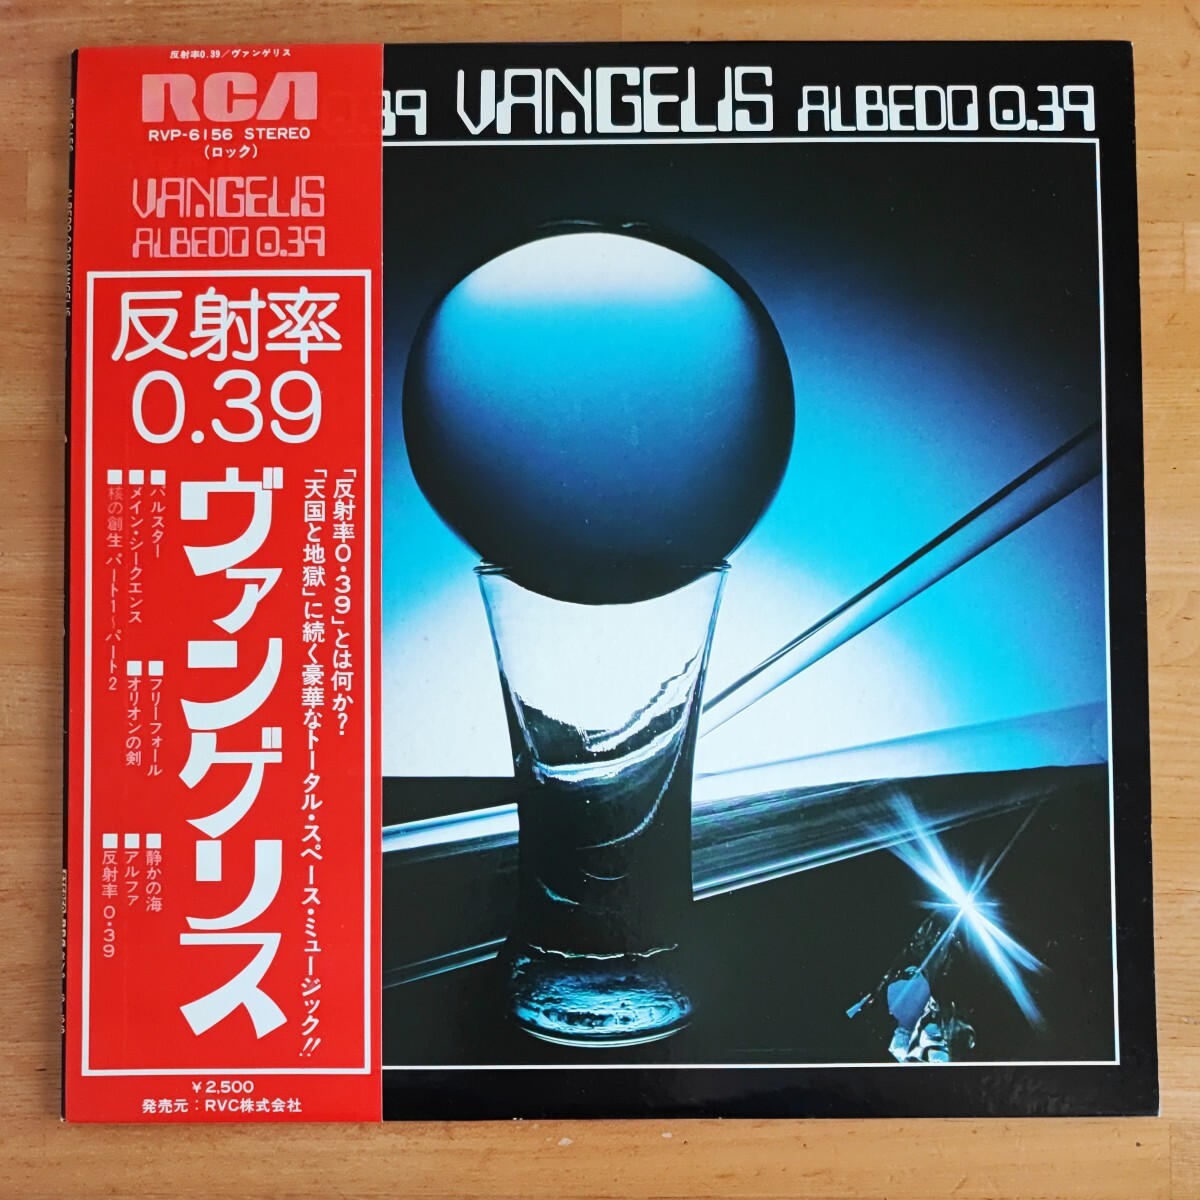 反射率0.39/ヴァンゲリス
RCA
RVP-6156 STEREO
(ロック)
VANGELIS
ALBEDO 0.39
反射率
0.39
「反射率0・39」とは何か?
「天国と地獄」に続く豪華なトータル・スペース・ミュージック!!
ヴァンゲリス
■パルスター
■メイン・シークエンス
■核の創生 パート1〜パート2
■フリーフォール
■オリオンの剣
■静かの海
■アルファ
■反射率0・39
¥2,500
発売元:RVC株式会社
.39 VANGELIS ALBEDO 0.39
RVP-6156 ALBEDO 0.39 VANGELIS